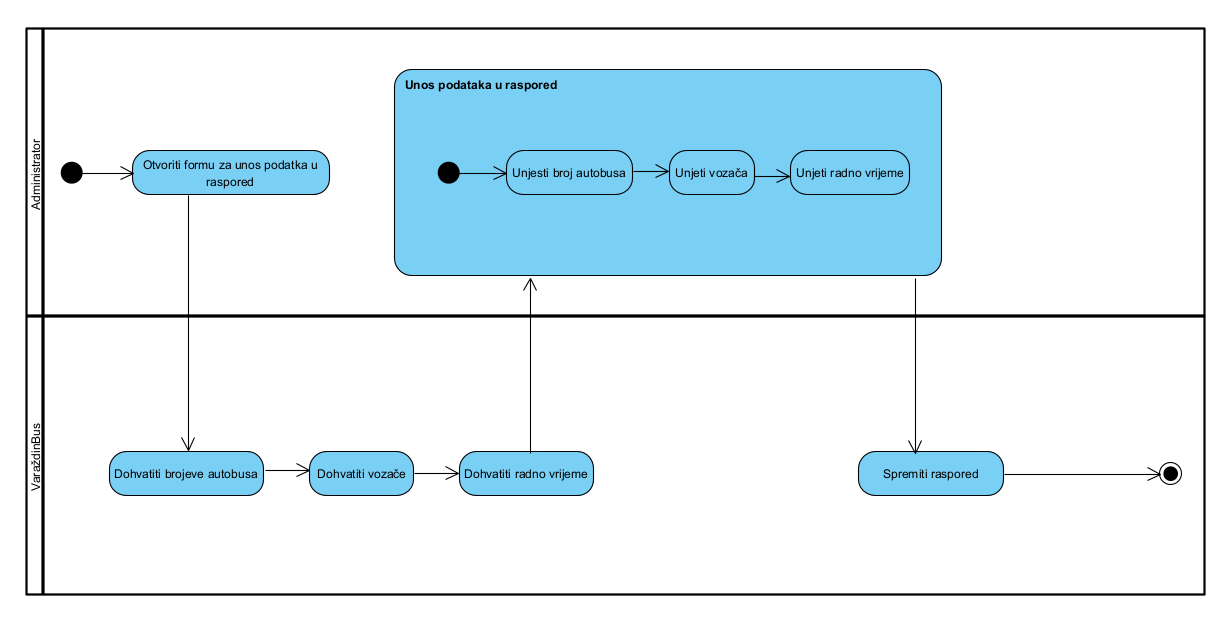 Administrator
Otvoriti formu za unos podatka u
raspored
Unos podataka u raspored
Unjesti broj autobusa
Unjeti vozača
Unjeti radno vrijeme
VaraždinBus
Dohvatiti brojeve autobusa
Dohvatiti vozače
Dohvatiti radno vrijeme
Spremiti raspored